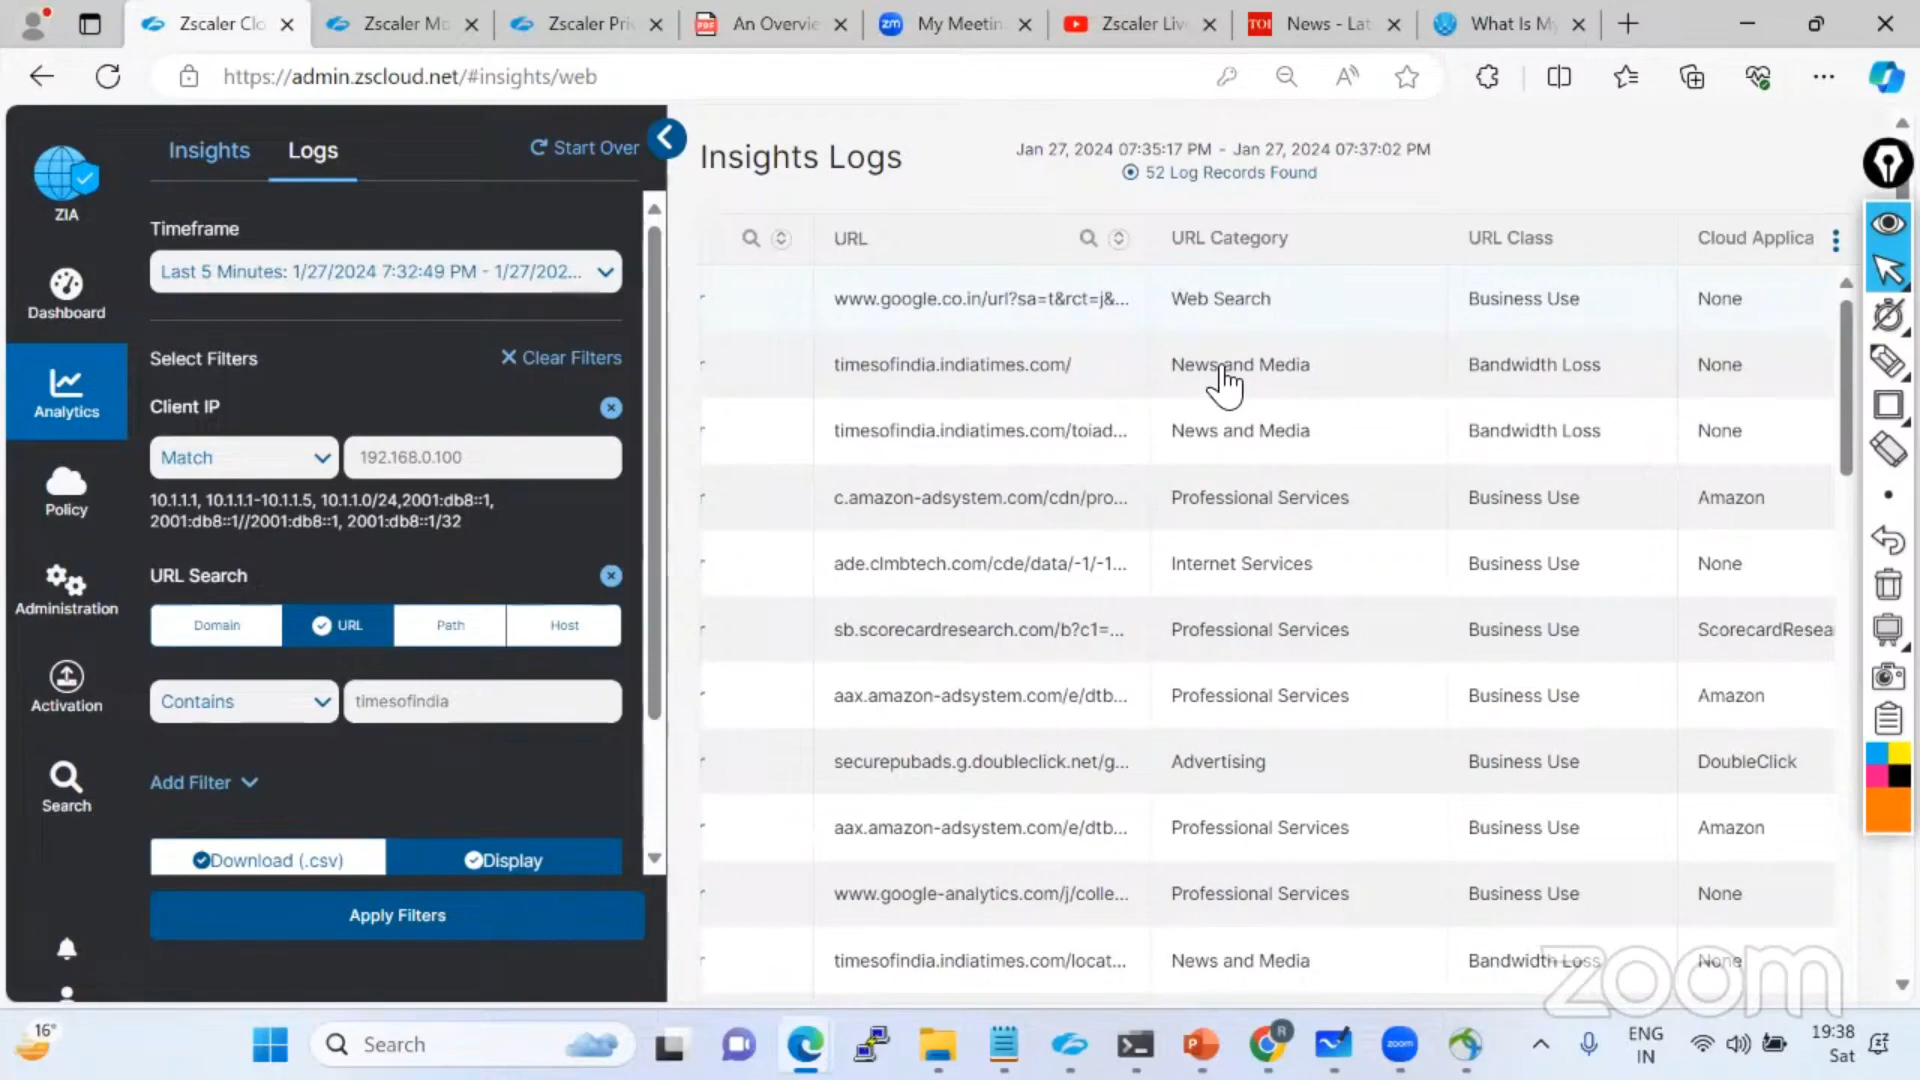 Zscaler Clo
Zscaler Mo
Zscaler Priv
PDF
An Overvie
zm
My Meetin
Zscaler Live
TOI
News - Lat
What Is My
https://admin.zscloud.net/#insights/web
Insights
Logs
Start Over
ZIA
Dashboard
Analytics
Policy
Administration
Activation
Search
Timeframe
Last 5 Minutes: 1/27/2024 7:32:49 PM - 1/27/202...
Select Filters
Clear Filters
Client IP
Match
192.168.0.100
10.1.1.1, 10.1.1.1-10.1.1.5, 10.1.1.0/24,2001:db8::1,
2001:db8::1//2001:db8::1, 2001:db8::1/32
URL Search
Domain
URL
Path
Host
Contains
timesofindia
Add Filter
Download (.csv)
Display
Apply Filters
Insights Logs
Jan 27, 2024 07:35:17 PM - Jan 27, 2024 07:37:02 PM
52 Log Records Found
URL URL Category URL Class Cloud Applica
r www.google.co.in/url?sa=t&rct=j&... Web Search Business Use None
r timesofindia.indiatimes.com/ News and Media Bandwidth Loss None
r timesofindia.indiatimes.com/toiad... News and Media Bandwidth Loss None
r c.amazon-adsystem.com/cdn/pro... Professional Services Business Use Amazon
r ade.clmbtech.com/cde/data/-1/-1... Internet Services Business Use None
r sb.scorecardresearch.com/b?c1=... Professional Services Business Use ScorecardResea
r aax.amazon-adsystem.com/e/dtb... Professional Services Business Use Amazon
r securepubads.g.doubleclick.net/g... Advertising Business Use DoubleClick
r aax.amazon-adsystem.com/e/dtb... Professional Services Business Use Amazon
r www.google-analytics.com/j/colle... Professional Services Business Use None
r timesofindia.indiatimes.com/locat... News and Media Bandwidth Loss None
zoom
16°
Search
R
zoom
ENG
IN
19:38
Sat